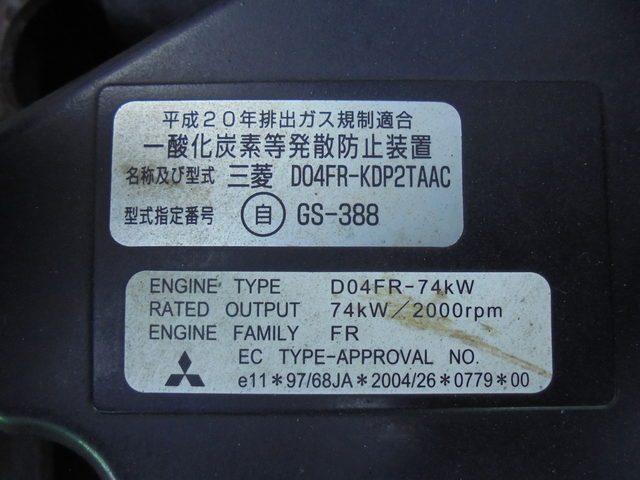 平成20年排出ガス規制適合
一酸化炭素等発散防止装置
名称及び型式 三菱 D04FR-KDP2TAAC
型式指定番号 自 GS-388
ENGINE TYPE D04FR-74kW
RATED OUTPUT 74kW/2000rpm
ENGINE FAMILY FR
EC TYPE-APPROVAL NO.
e11*97/68JA*2004/26*0779*00